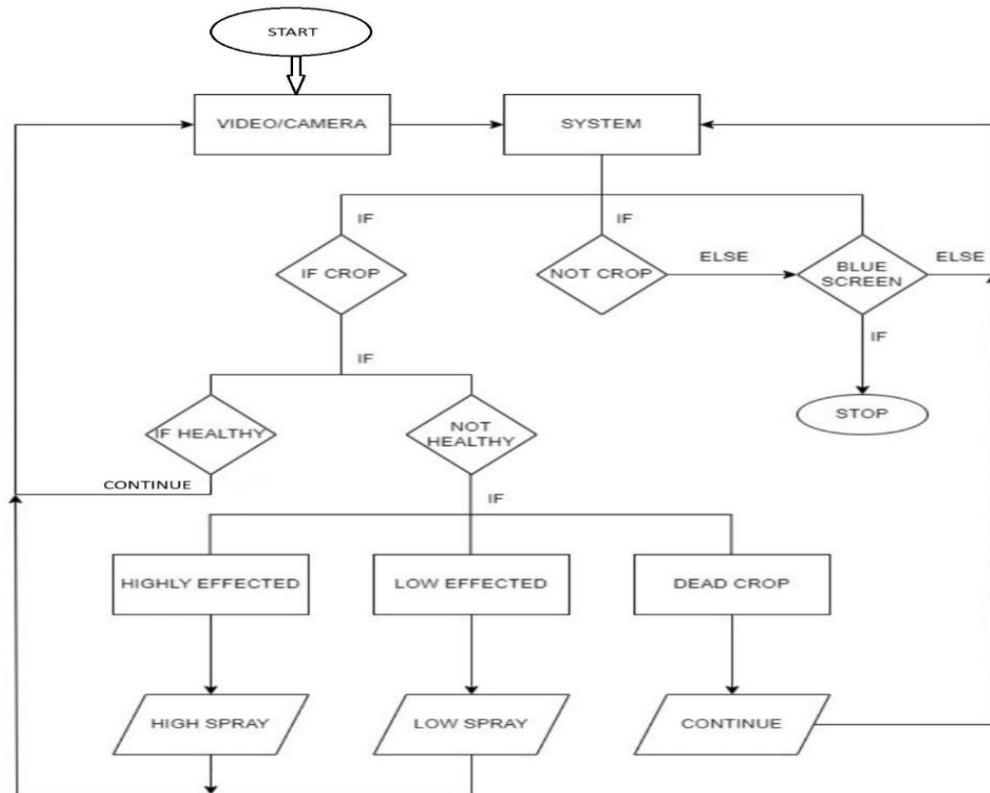 START
VIDEO/CAMERA
SYSTEM
IF
IF
IF CROP
NOT CROP
ELSE
BLUE
SCREEN
ELSE
IF
IF
STOP
IF HEALTHY
NOT
HEALTHY
CONTINUE
IF
HIGHLY EFFECTED
LOW EFFECTED
DEAD CROP
HIGH SPRAY
LOW SPRAY
CONTINUE